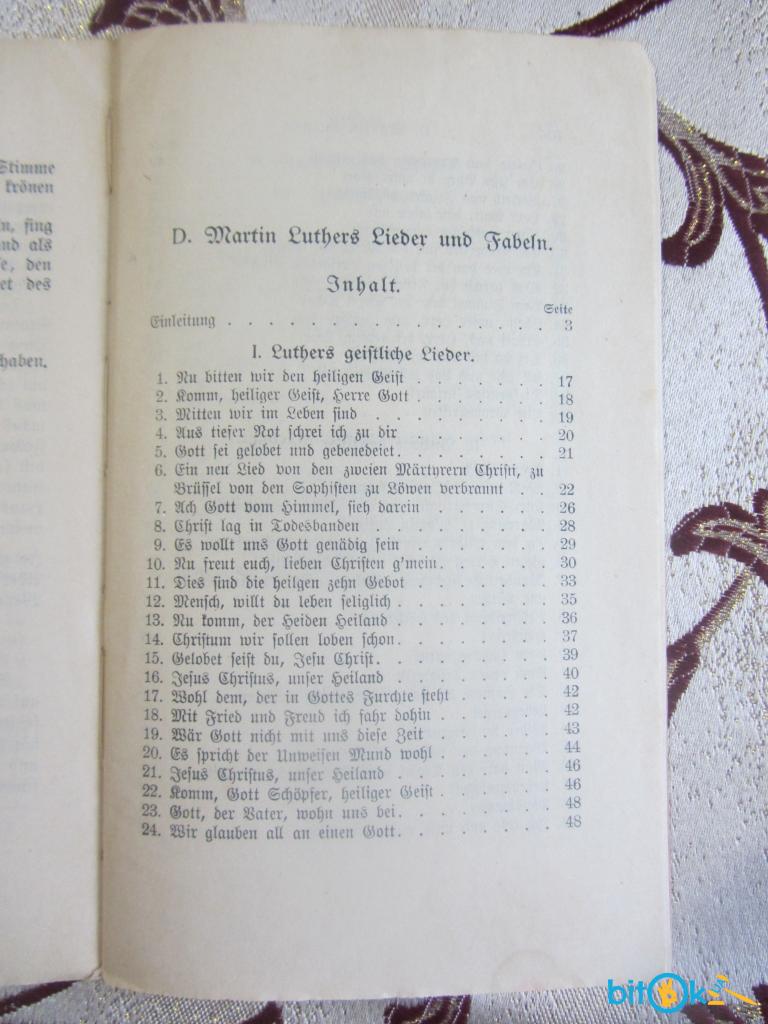 Stimme
krönen
sing
und als
den
des
haben.
D. Martin Luthers Lieder und Fabeln.
Inhalt.
Seite
Einleitung . . . . . . . . . . . . . . . . 3
I. Luthers geistliche Lieder.
1. Nu bitten wir den heiligen Geist . . . . . . . 17
2. Komm, heiliger Geist, Herre Gott . . . . . . . 18
3. Mitten wir im Leben sind . . . . . . . . 19
4. Aus tiefer Not schrei ich zu dir . . . . . . . 20
5. Gott sei gelobet und gebenedeiet . . . . . . . 21
6. Ein neu Lied von den zweien Märtyrern Christi, zu
Brüssel von den Sophisten zu Löwen verbrannt . . 22
7. Ach Gott vom Himmel, sieh darein . . . . . . 26
8. Christ lag in Todesbanden . . . . . . . . 28
9. Es wollt uns Gott genädig sein . . . . . . . 29
10. Nu freut euch, lieben Christen g'mein . . . . . . 30
11. Dies sind die heilgen zehn Gebot . . . . . . . 33
12. Mensch, willt du leben seliglich . . . . . . . 35
13. Nu komm, der Heiden Heiland . . . . . . . 36
14. Christum wir sollen loben schon . . . . . . . 37
15. Gelobet seist du, Jesu Christ . . . . . . . . 39
16. Jesus Christus, unser Heiland . . . . . . . 40
17. Wohl dem, der in Gottes Furchte steht . . . . . 42
18. Mit Fried und Freud ich fahr dohin . . . . . . 42
19. Wär Gott nicht mit uns diese Zeit . . . . . . 43
20. Es spricht der Unweisen Mund wohl . . . . . . 44
21. Jesus Christus, unser Heiland . . . . . . . 46
22. Komm, Gott Schöpfer, heiliger Geist . . . . . . 46
23. Gott, der Vater, wohn uns bei . . . . . . . 48
24. Wir glauben all an einen Gott . . . . . . . 48
bitOk